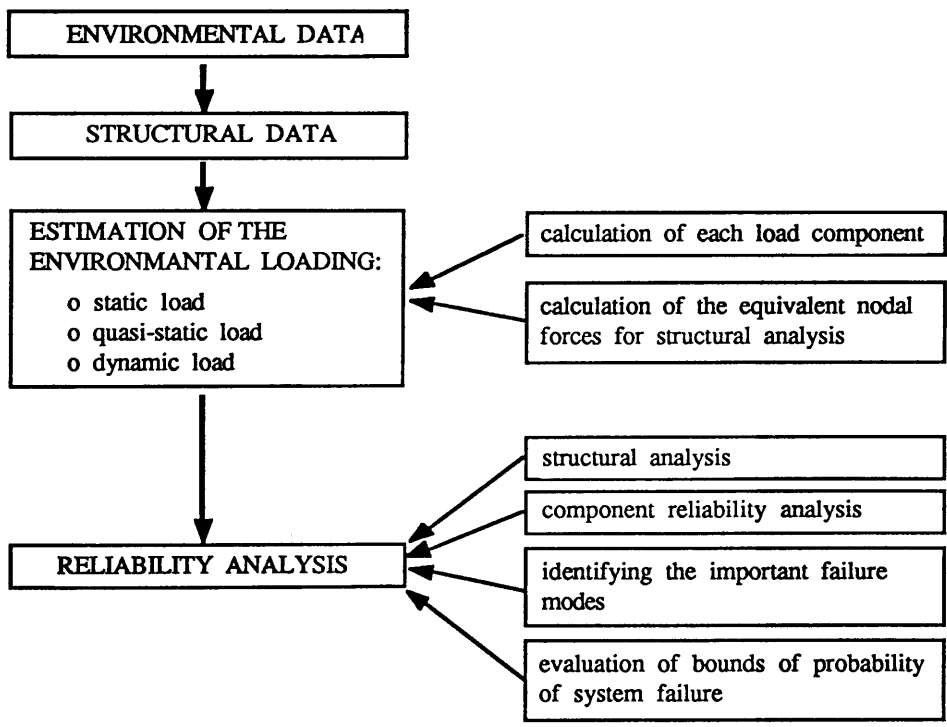 ENVIRONMENTAL DATA
STRUCTURAL DATA
ESTIMATION OF THE
ENVIRONMANTAL LOADING:
o static load
o quasi-static load
o dynamic load
calculation of each load component
calculation of the equivalent nodal
forces for structural analysis
RELIABILITY ANALYSIS
structural analysis
component reliability analysis
identifying the important failure
modes
evaluation of bounds of probability
of system failure